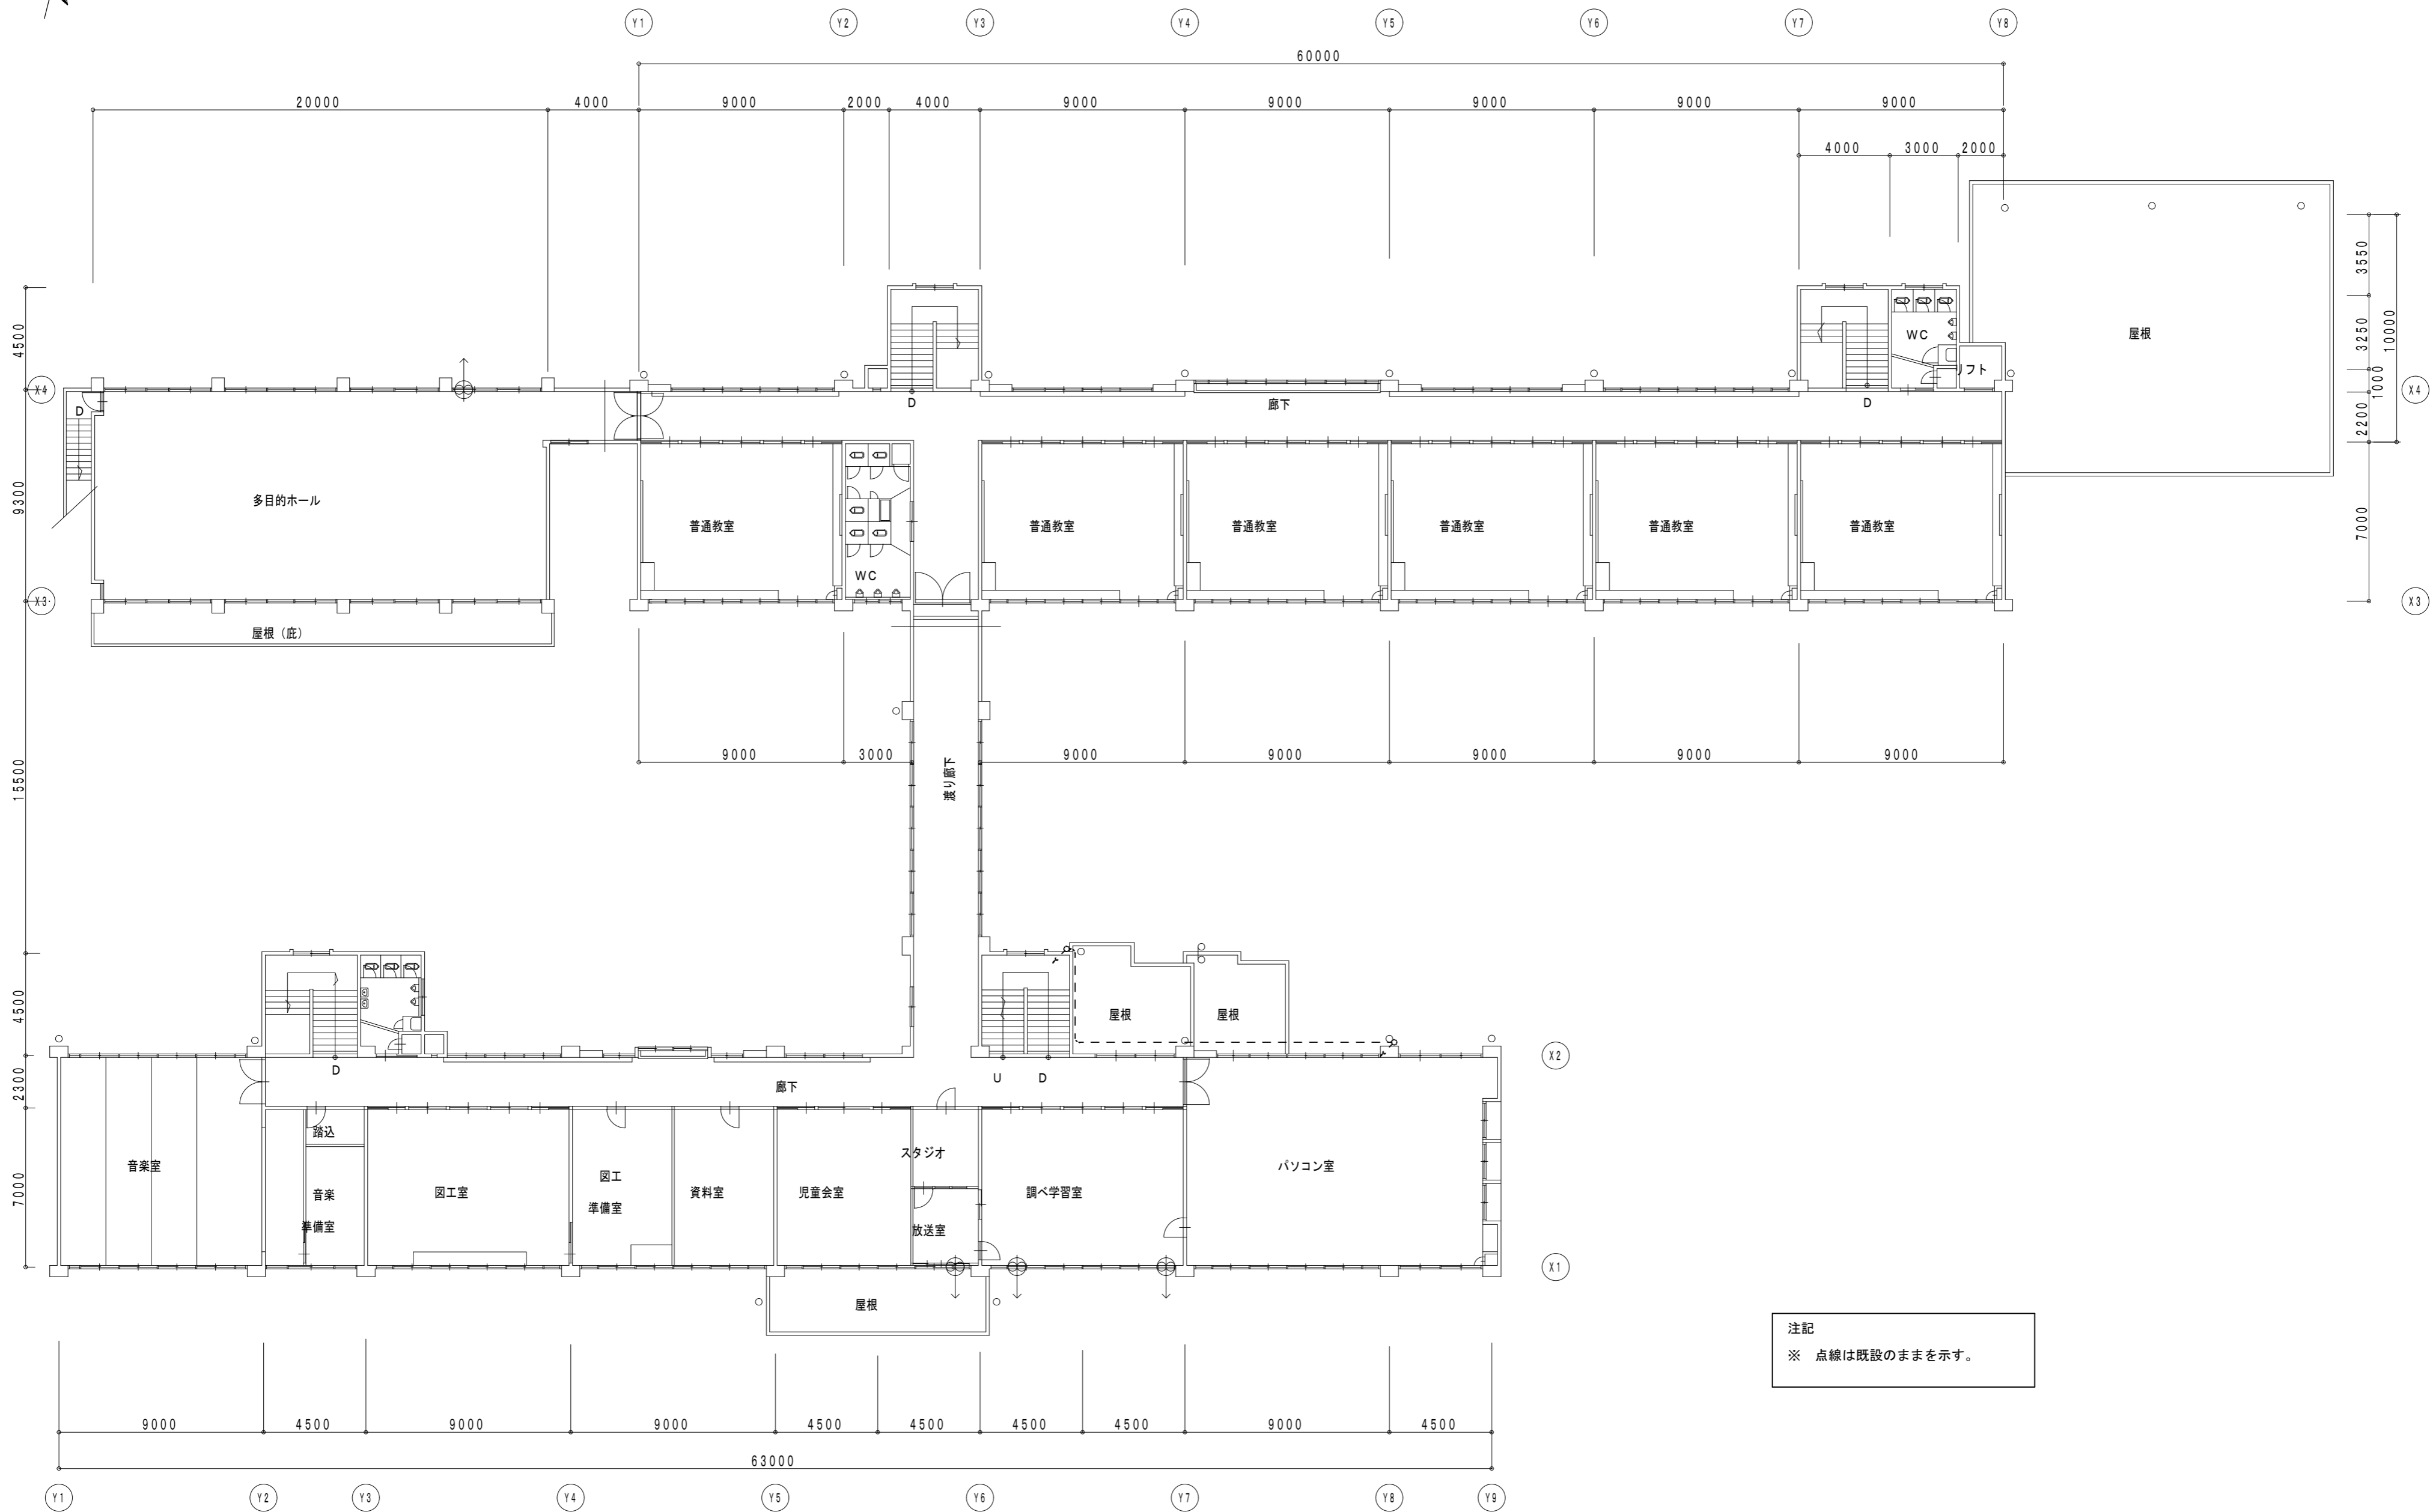 Y1 Y2 Y3 Y4 Y5 Y6 Y7 Y8
60000
20000 4000 9000 2000 4000 9000 9000 9000 9000 9000
4000 3000 2000
3550
3250
10000
1000
2200
7000
4500
9300
15500
4500
2300
7000
WC
屋根
リフト
X4
D
D
廊下
D
X4
多目的ホール
普通教室
WC
普通教室
普通教室
普通教室
普通教室
普通教室
X3
X3
屋根（庇）
9000 3000 9000 9000 9000 9000 9000
渡り廊下
屋根
屋根
X2
D
廊下
U D
踏込
スタジオ
音楽室
音楽
準備室
図工室
図工
準備室
資料室
児童会室
放送室
調べ学習室
パソコン室
X1
屋根
注記
※ 点線は既設のままを示す。
9000 4500 9000 9000 4500 4500 4500 4500 9000 4500
63000
Y1 Y2 Y3 Y4 Y5 Y6 Y7 Y8 Y9